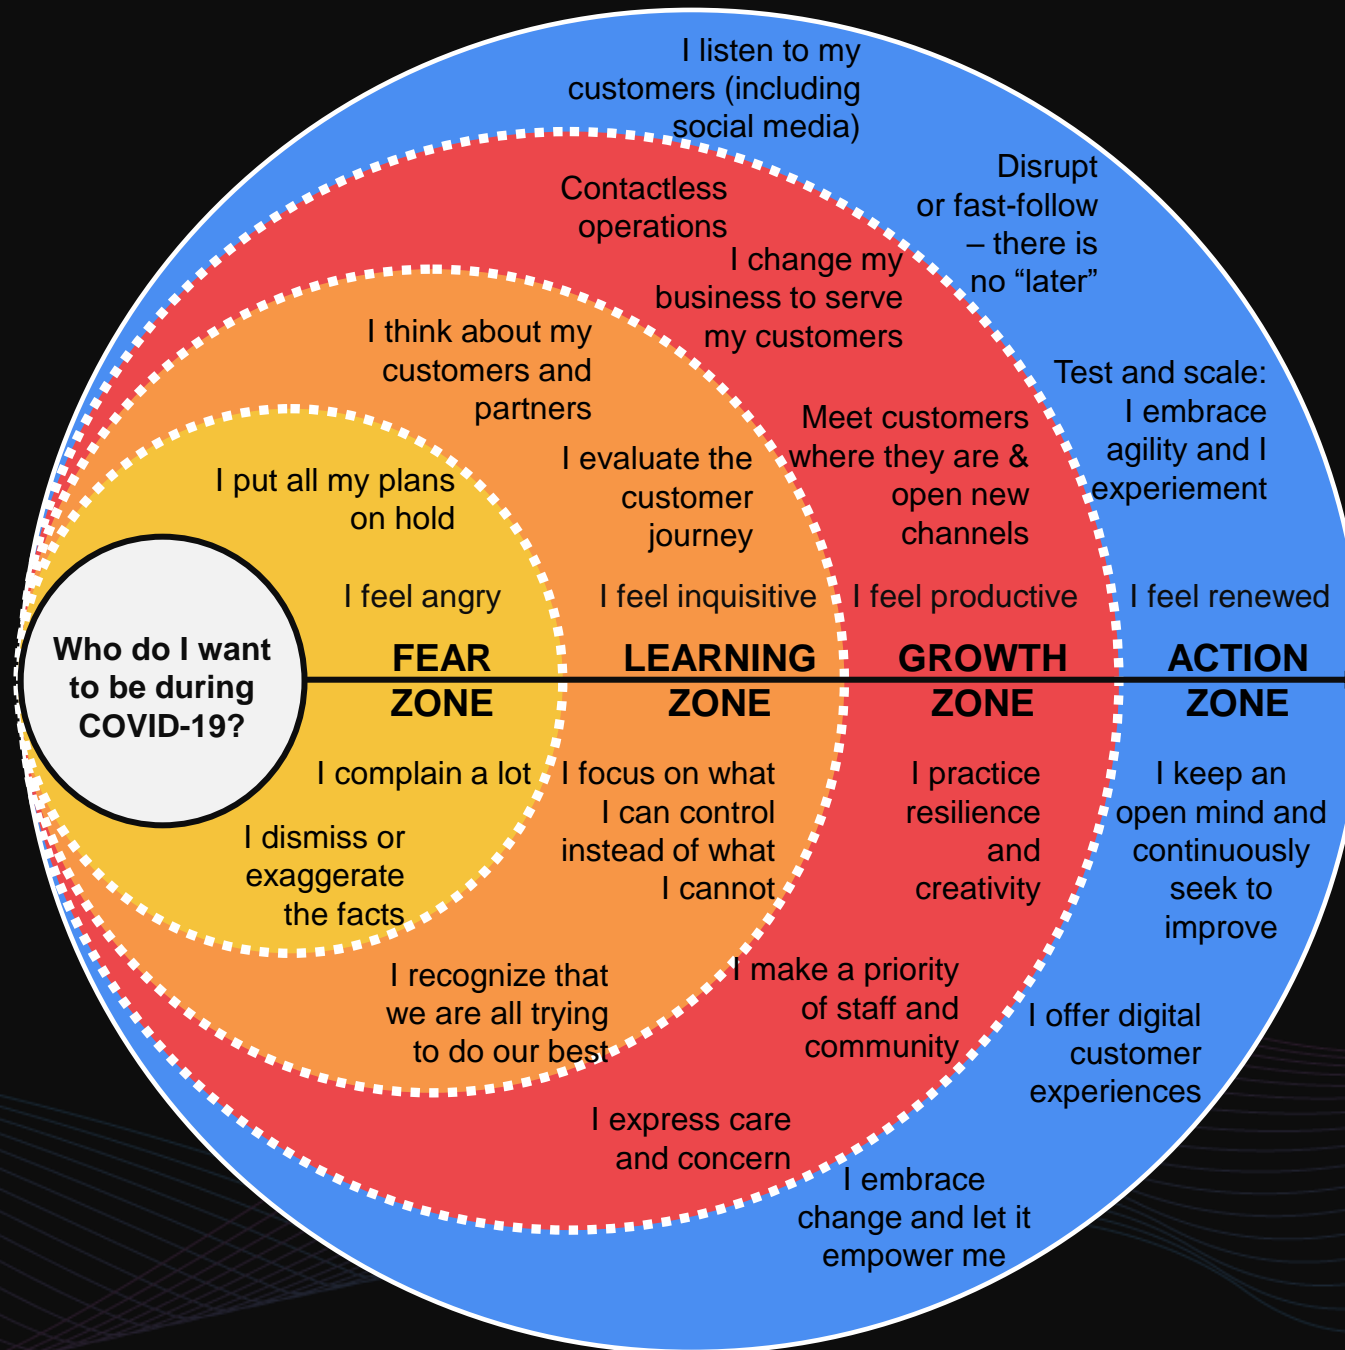 I listen to my
customers (including
social media)
Disrupt
or fast-follow
– there is
no “later”
Contactless
operations
I change my
business to serve
my customers
I think about my
customers and
partners
Test and scale:
I embrace
agility and I
experiement
Meet customers
where they are &
open new
channels
I evaluate the
customer
journey
I put all my plans
on hold
I feel angry
I feel inquisitive
I feel productive
I feel renewed
Who do I want
to be during
COVID-19?
FEAR
ZONE
LEARNING
ZONE
GROWTH
ZONE
ACTION
ZONE
I complain a lot
I dismiss or
exaggerate
the facts
I focus on what
I can control
instead of what
I cannot
I practice
resilience
and
creativity
I keep an
open mind and
continuously
seek to
improve
I recognize that
we are all trying
to do our best
I make a priority
of staff and
community
I offer digital
customer
experiences
I express care
and concern
I embrace
change and let it
empower me